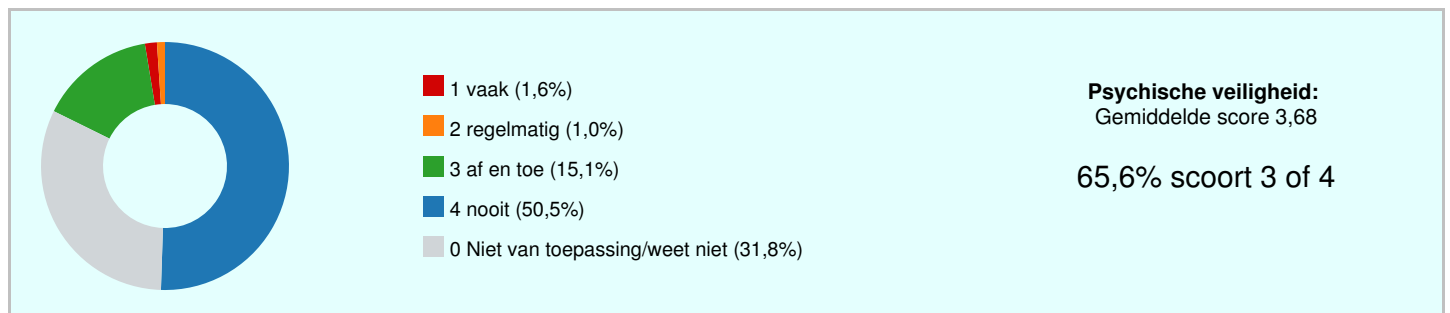 1 vaak (1,6%)
2 regelmatig (1,0%)
3 af en toe (15,1%)
4 nooit (50,5%)
0 Niet van toepassing/weet niet (31,8%)
Psychische veiligheid:
Gemiddelde score 3,68
65,6% scoort 3 of 4